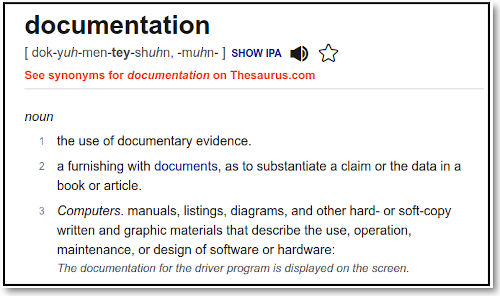 documentation
[ dok-yuh-men-tey-shuhn, -muhn- ] SHOW IPA
See synonyms for documentation on Thesaurus.com
noun
1 the use of documentary evidence.
2 a furnishing with documents, as to substantiate a claim or the data in a
book or article.
3 Computers. manuals, listings, diagrams, and other hard- or soft-copy
written and graphic materials that describe the use, operation,
maintenance, or design of software or hardware:
The documentation for the driver program is displayed on the screen.